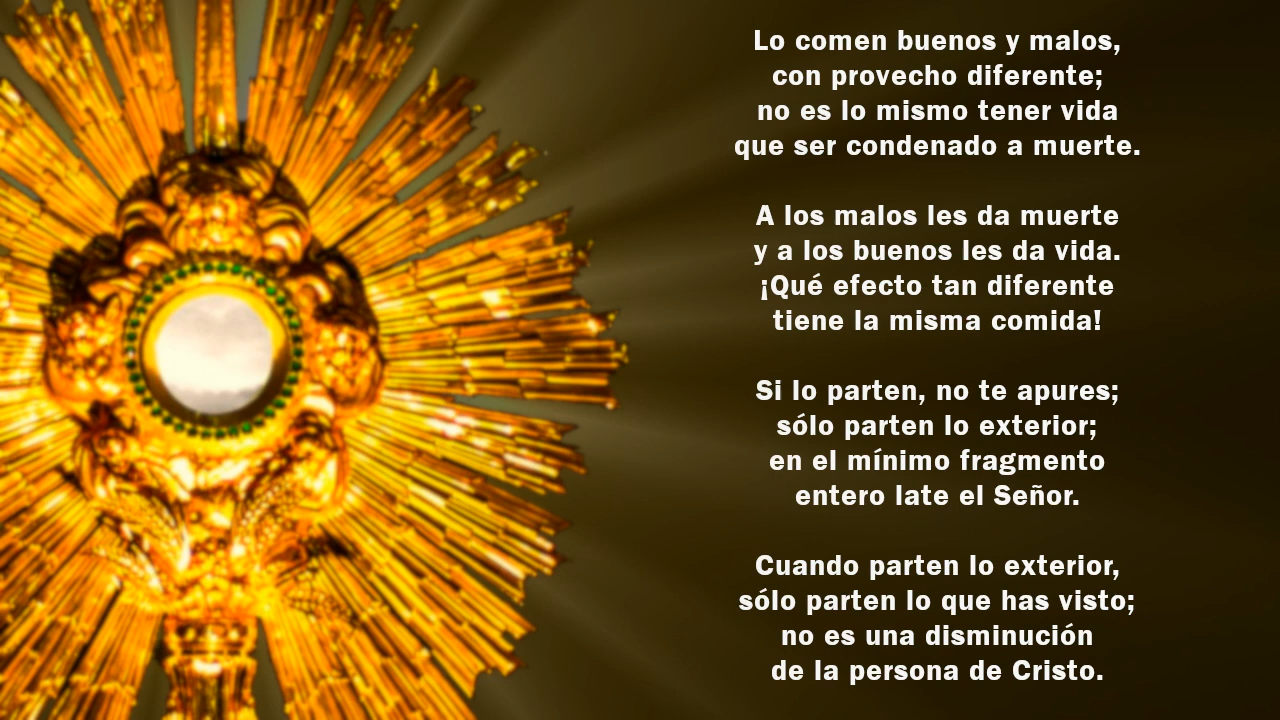 Lo comen buenos y malos,
con provecho diferente;
no es lo mismo tener vida
que ser condenado a muerte.
A los malos les da muerte
y a los buenos les da vida.
¡Qué efecto tan diferente
tiene la misma comida!
Si lo parten, no te apures;
sólo parten lo exterior;
en el mínimo fragmento
entero late el Señor.
Cuando parten lo exterior,
sólo parten lo que has visto;
no es una disminución
de la persona de Cristo.